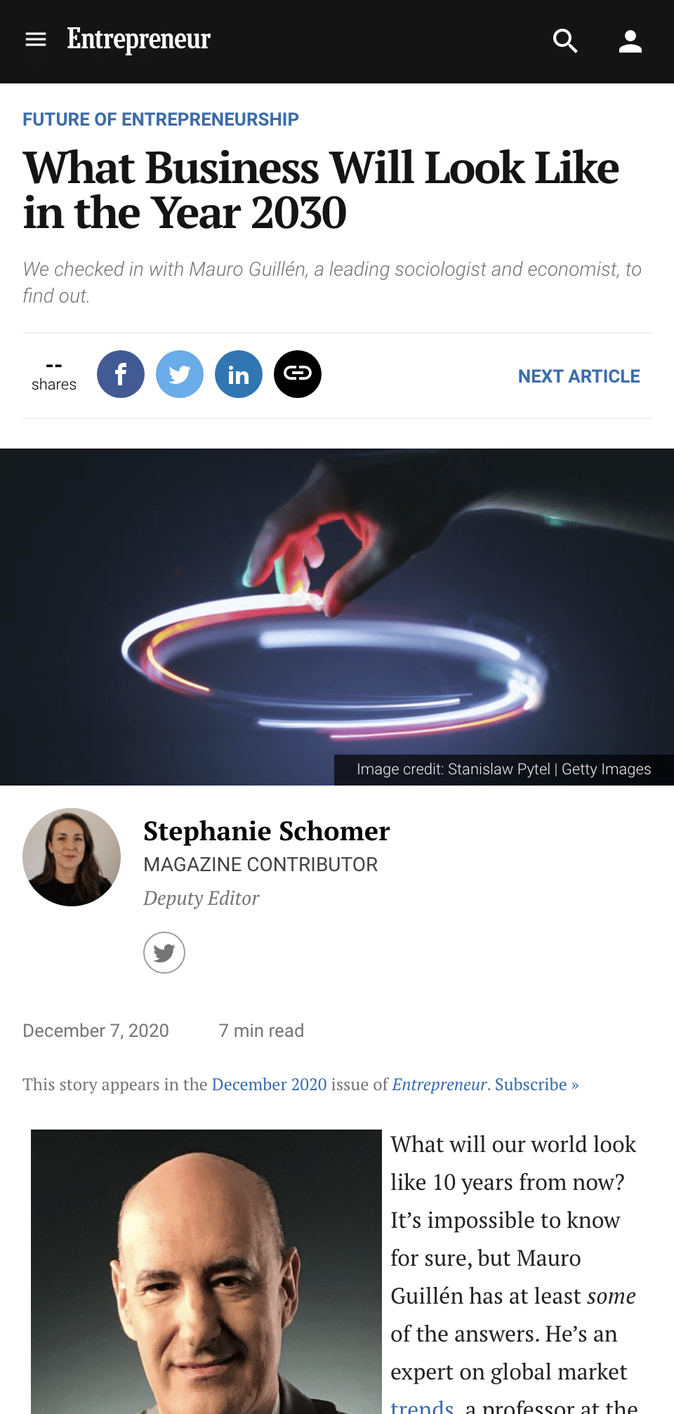 Entrepreneur
FUTURE OF ENTREPRENEURSHIP
What Business Will Look Like
in the Year 2030
We checked in with Mauro Guillén, a leading sociologist and economist, to
find out.
--
shares
f
in
NEXT ARTICLE
Image credit: Stanislaw Pytel | Getty Images
Stephanie Schomer
MAGAZINE CONTRIBUTOR
Deputy Editor
December 7, 2020 7 min read
This story appears in the December 2020 issue of Entrepreneur. Subscribe »
What will our world look
like 10 years from now?
It’s impossible to know
for sure, but Mauro
Guillén has at least some
of the answers. He’s an
expert on global market
trends, a professor at the